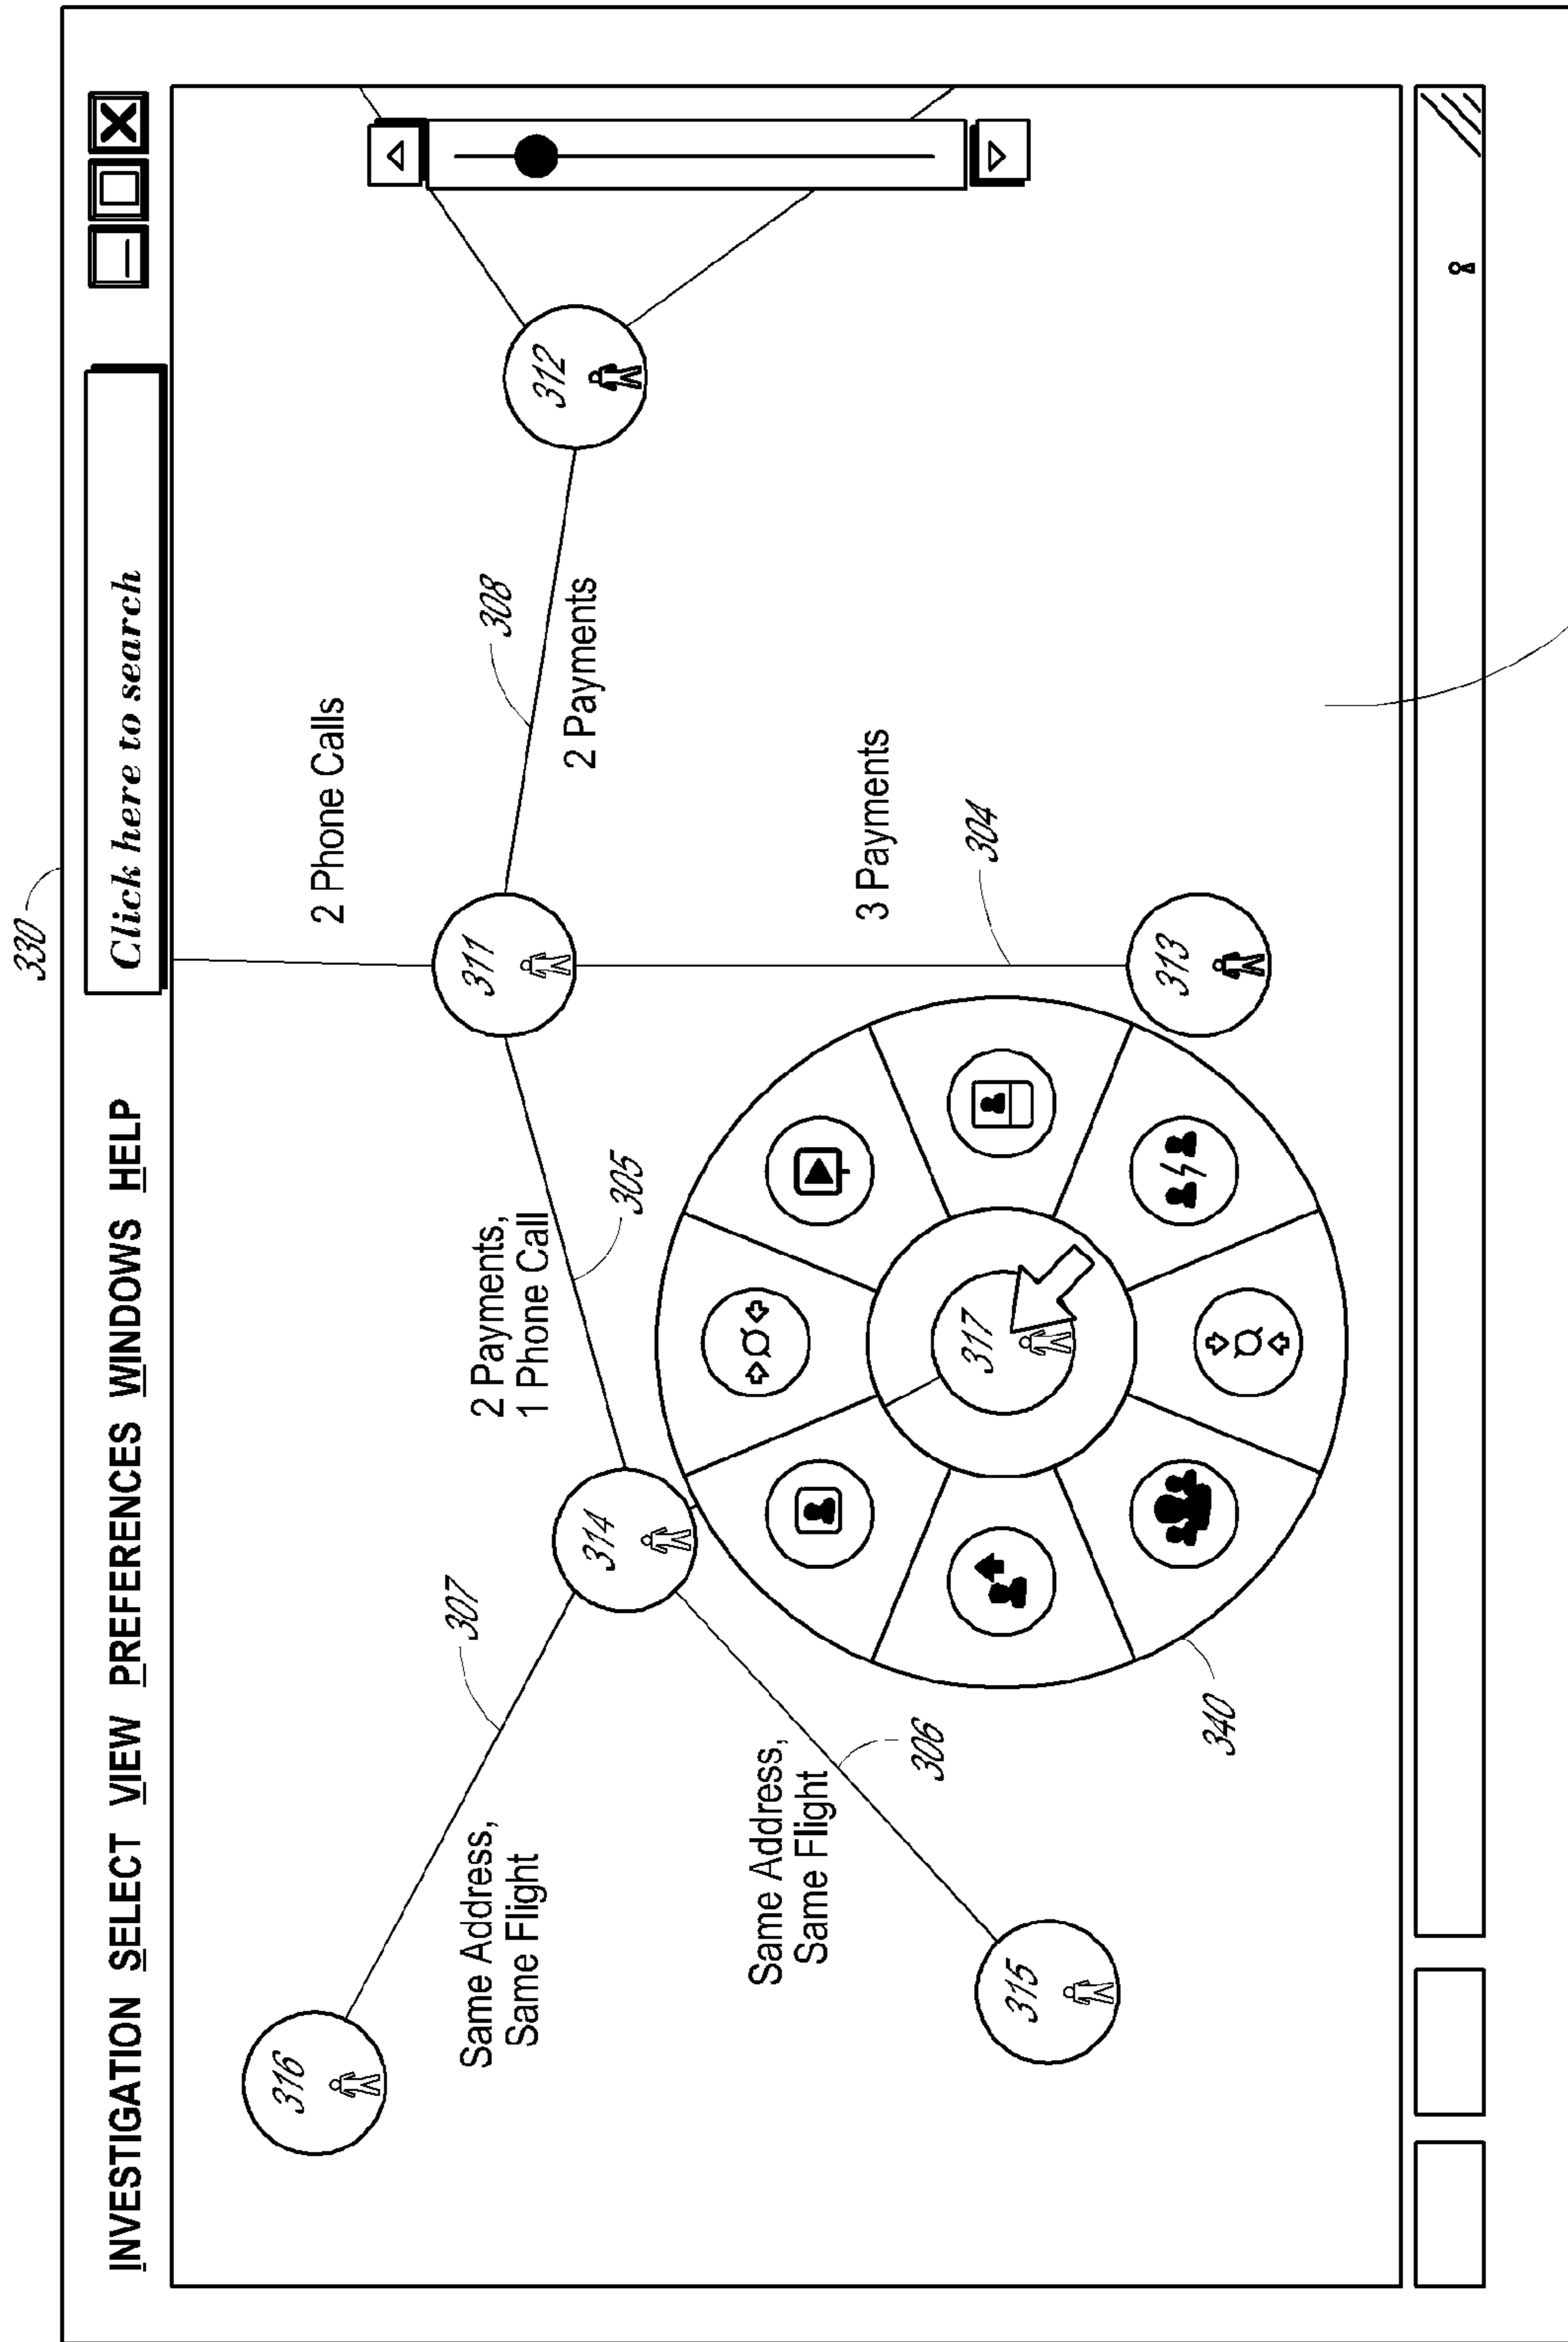 330
INVESTIGATION SELECT VIEW PREFERENCES WINDOWS HELP
Click here to search
316
307
Same Address,
Same Flight
314
2 Payments,
1 Phone Call
305
311
2 Phone Calls
308
2 Payments
312
Same Address,
Same Flight
306
315
317
340
3 Payments
304
313